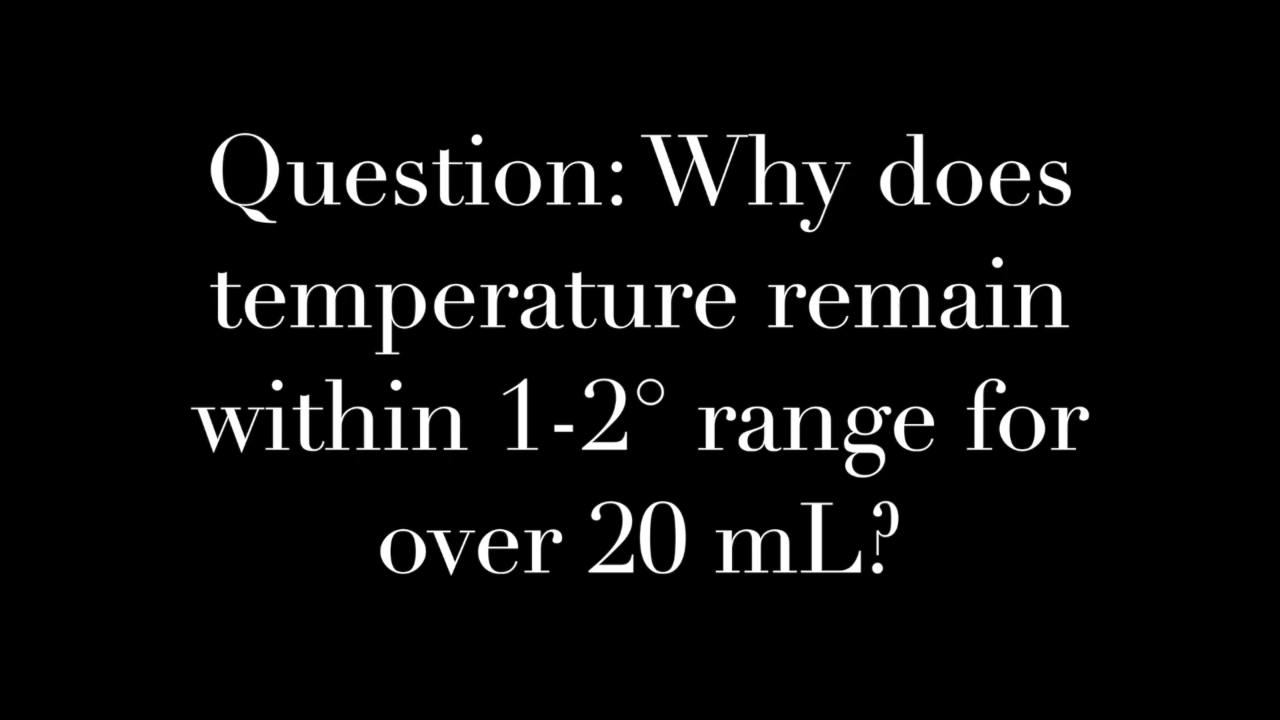 Question: Why does
temperature remain
within 1-2° range for
over 20 mL?